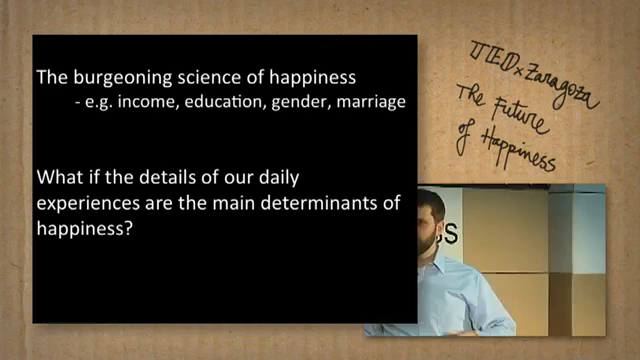 The burgeoning science of happiness
- e.g. income, education, gender, marriage
What if the details of our daily
experiences are the main determinants of
happiness?
TEDxZaragoza
The Future
of Happiness